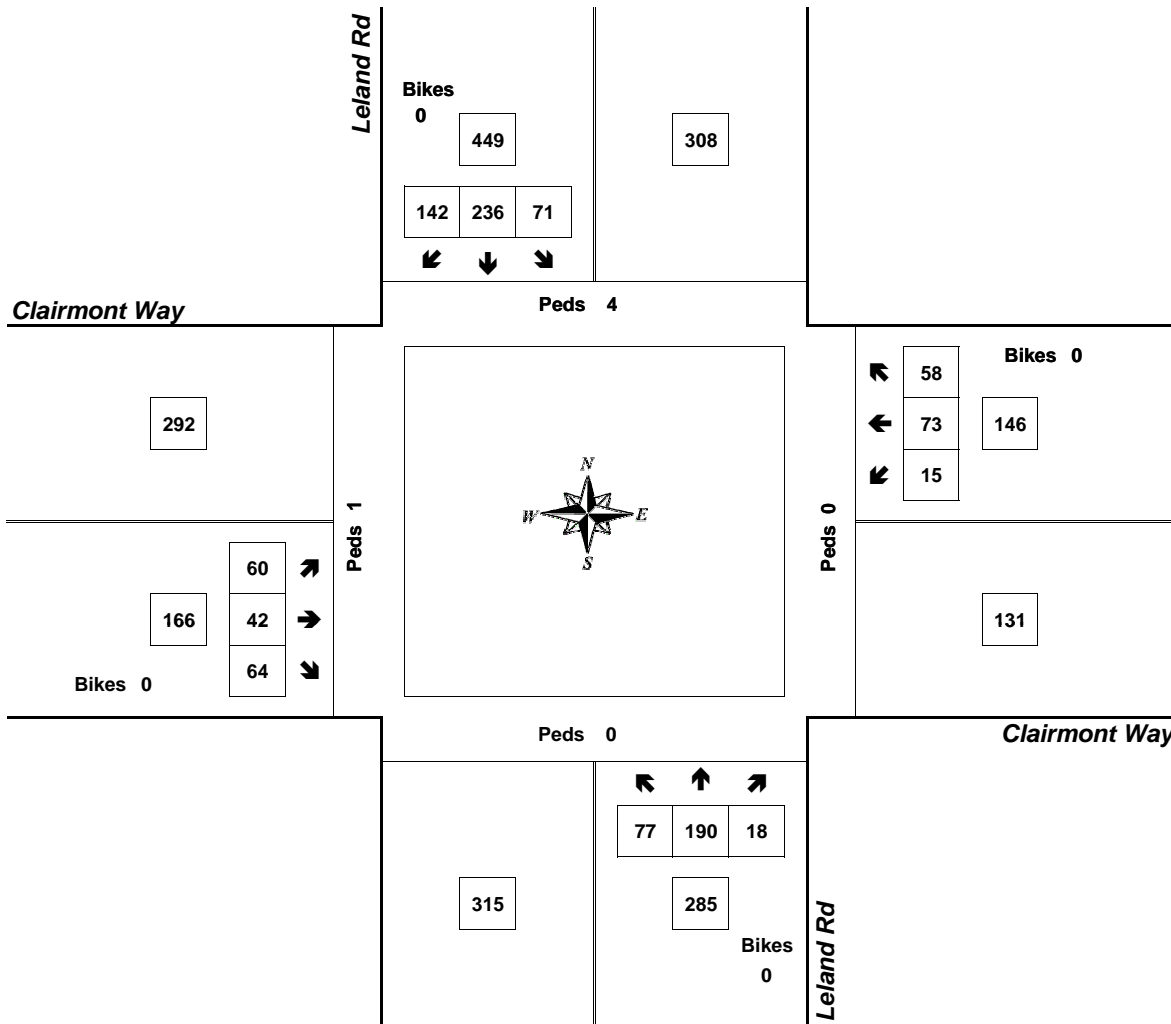 Leland Rd
Bikes
0
449
308
142 236 71
Clairmont Way
Peds 4
58
Bikes 0
292
73
146
15
N
W E
S
Peds 1
Peds 0
60
166
42
131
64
Bikes 0
Peds 0
Clairmont Way
77 190 18
315
285
Leland Rd
Bikes
0